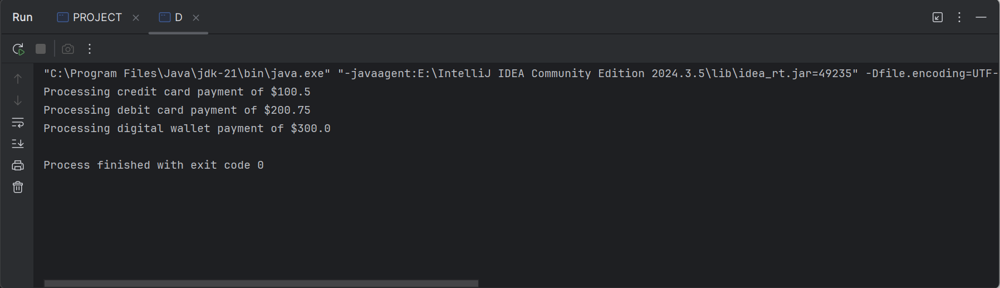 Run PROJECT D
"C:\Program Files\Java\jdk-21\bin\java.exe" "-javaagent:E:\IntelliJ IDEA Community Edition 2024.3.5\lib\idea_rt.jar=49235" -Dfile.encoding=UTF-
Processing credit card payment of $100.5
Processing debit card payment of $200.75
Processing digital wallet payment of $300.0
Process finished with exit code 0